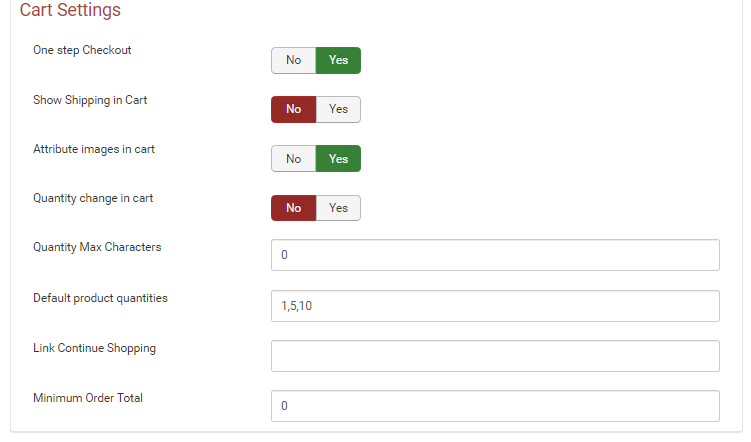 Cart Settings
One step Checkout
No Yes
Show Shipping in Cart
No Yes
Attribute images in cart
No Yes
Quantity change in cart
No Yes
Quantity Max Characters
0
Default product quantities
1,5,10
Link Continue Shopping
Minimum Order Total
0